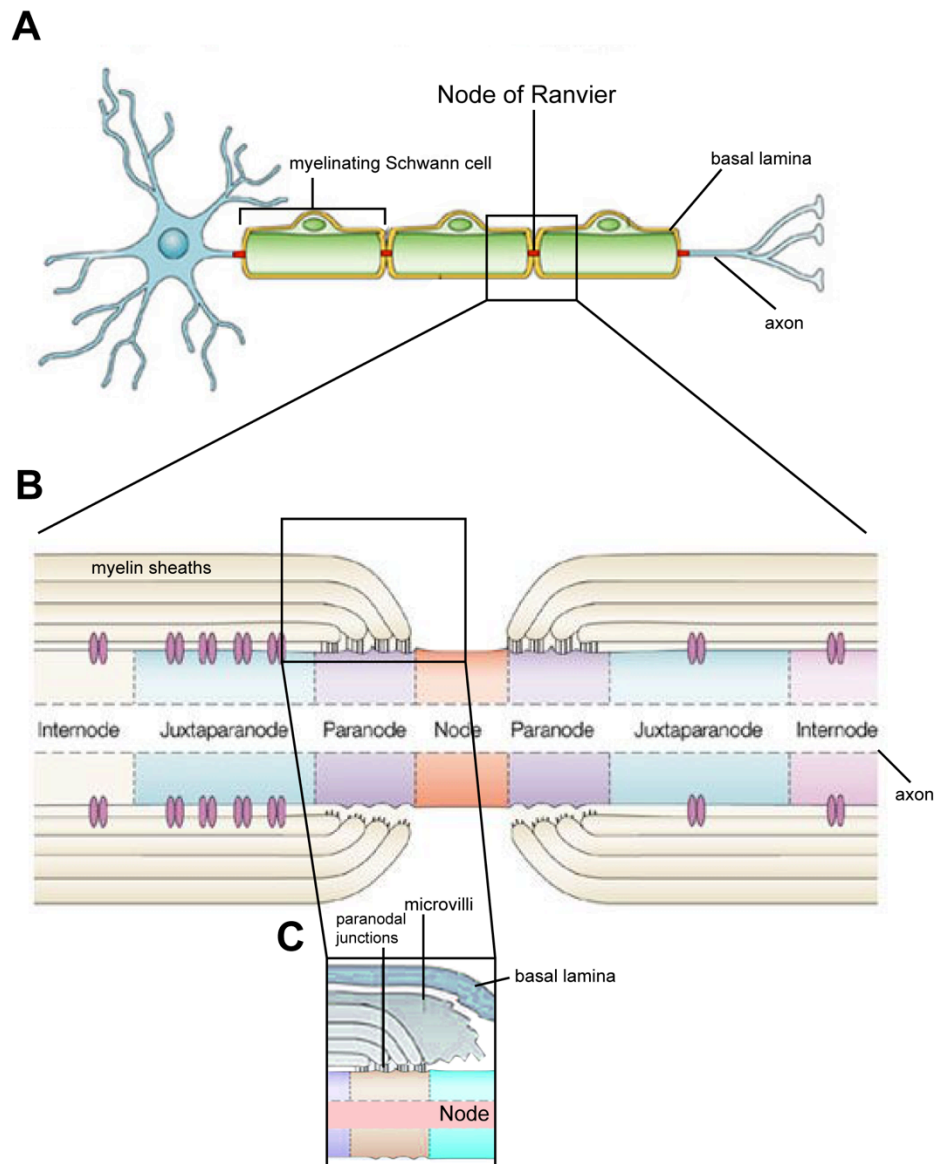 A
Node of Ranvier
myelinating Schwann cell
basal lamina
axon
B
myelin sheaths
Internode Juxtaparanode Paranode Node Paranode Juxtaparanode Internode
axon
microvilli
paranodal
junctions
C
basal lamina
Node